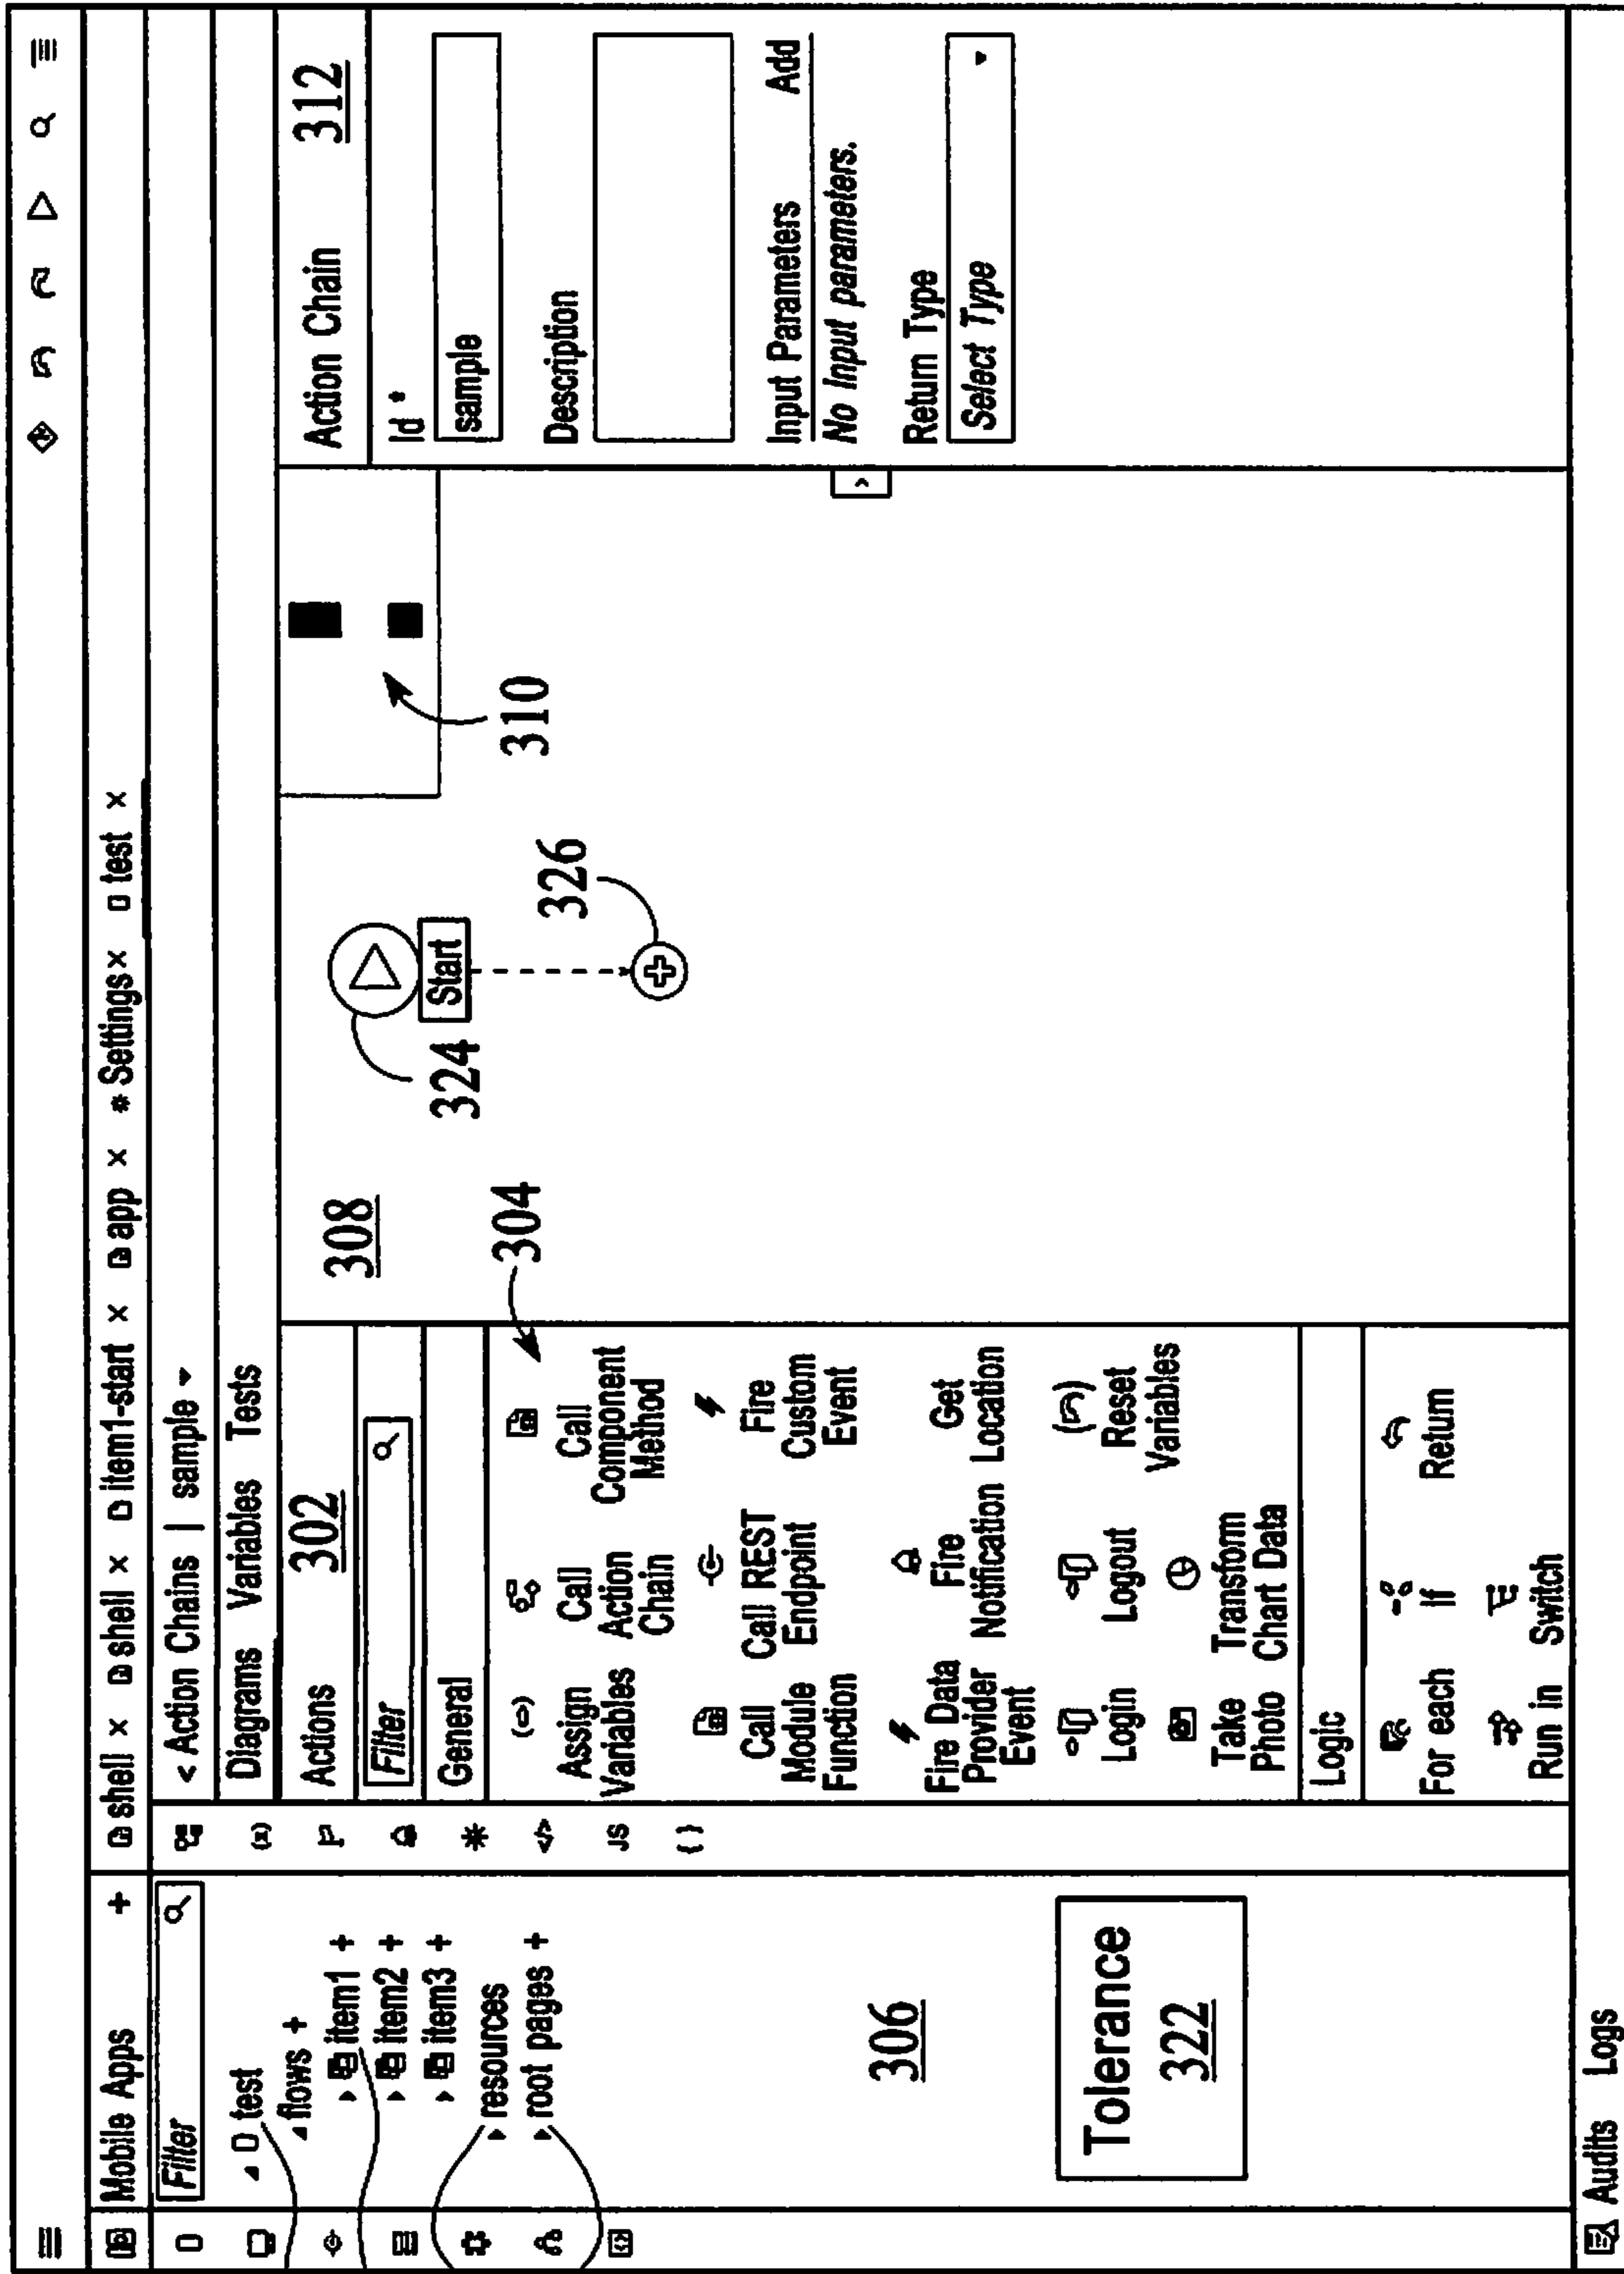 Mobile Apps +
shell × shell × item1-start × app × Settings × test ×
Filter
test
flows +
item1 +
item2 +
item3 +
resources
root pages +
306
Tolerance
322
(x)
</>
JS
{ }
< Action Chains | sample
Diagrams Variables Tests
Actions 302
Filter
General
304
Assign Variables
Call Action Chain
Call Component Method
Call Module Function
Call REST Endpoint
Fire Custom Event
Fire Data Provider Event
Fire Notification
Get Location
Login
Logout
Reset Variables
Take Photo
Transform Chart Data
Logic
For each
If
Return
Run in
Switch
308
324
Start
326
310
Action Chain 312
Id *
sample
Description
Input Parameters Add
No Input parameters.
Return Type
Select Type
Audits Logs